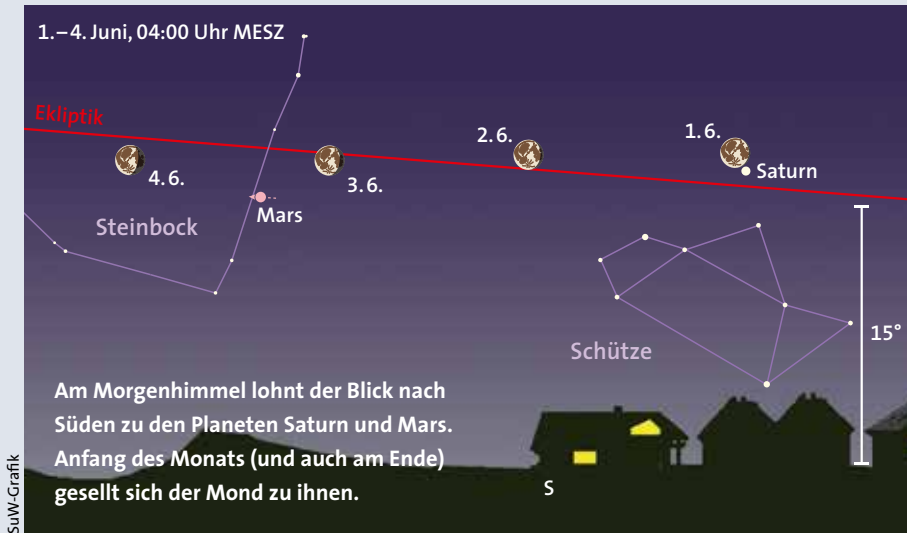 1.–4. Juni, 04:00 Uhr MESZ
Ekliptik
4.6.
3.6.
2.6.
1.6.
Saturn
Mars
Steinbock
Schütze
15°
Am Morgenhimmel lohnt der Blick nach
Süden zu den Planeten Saturn und Mars.
Anfang des Monats (und auch am Ende)
gesellt sich der Mond zu ihnen.
S
SuW-Grafik